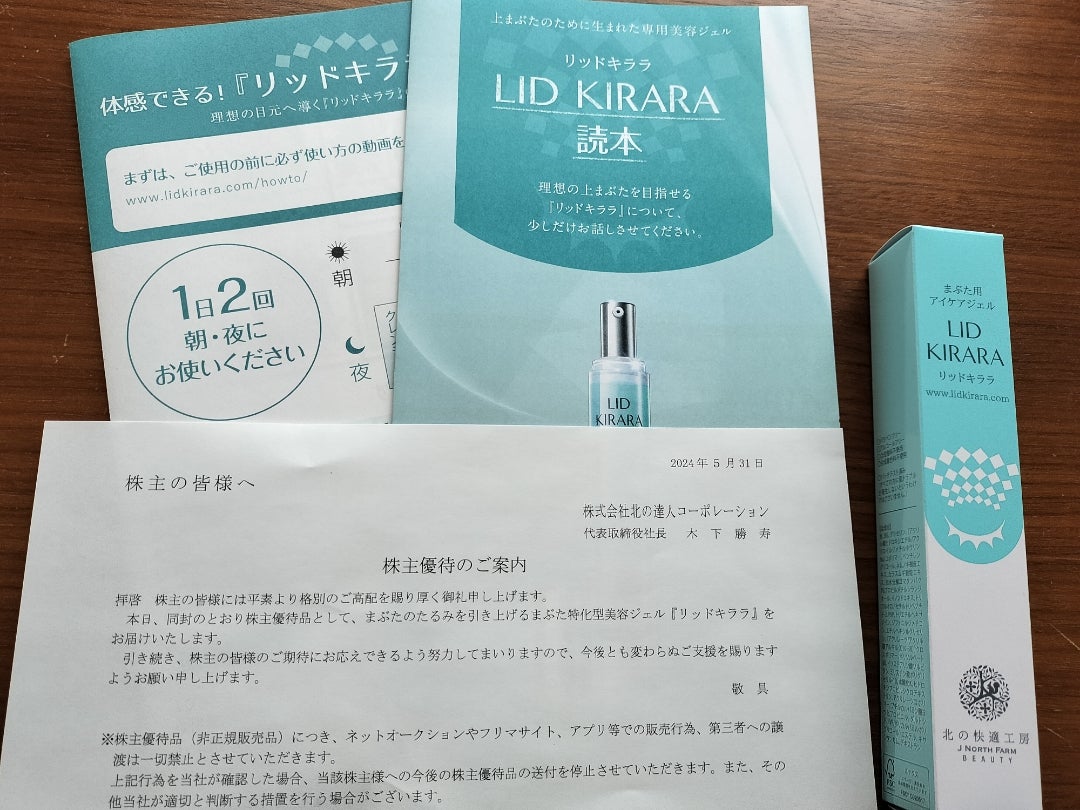 体感できる!『リッドキララ
理想の目元へ導く『リッドキララ』
まずは、ご使用の前に必ず使い方の動画を
www.lidkirara.com/howto/
1日2回
朝・夜に
お使いください
朝
夜
上まぶたのために生まれた専用美容ジェル
リッドキララ
LID KIRARA
読本
理想の上まぶたを目指せる
『リッドキララ』について、
少しだけお話しさせてください。
LID
KIRARA
まぶた用
アイケアジェル
LID
KIRARA
リッドキララ
www.lidkirara.com
北の快適工房
J NORTH FARM
BEAUTY
2024年5月31日
株主の皆様へ
株式会社北の達人コーポレーション
代表取締役社長 木下勝寿
株主優待のご案内
拝啓 株主の皆様には平素より格別のご高配を賜り厚く御礼申し上げます。
本日、同封のとおり株主優待品として、まぶたのたるみを引き上げるまぶた特化型美容ジェル『リッドキララ』を
お届けいたします。
引き続き、株主の皆様のご期待にお応えできるよう努力してまいりますので、今後とも変わらぬご支援を賜ります
ようお願い申し上げます。
敬具
※株主優待品（非正規販売品）につき、ネットオークションやフリマサイト、アプリ等での販売行為、第三者への譲
渡は一切禁止とさせていただきます。
上記行為を当社が確認した場合、当該株主様への今後の株主優待品の送付を停止させていただきます。また、その
他当社が適切と判断する措置を行う場合がございます。